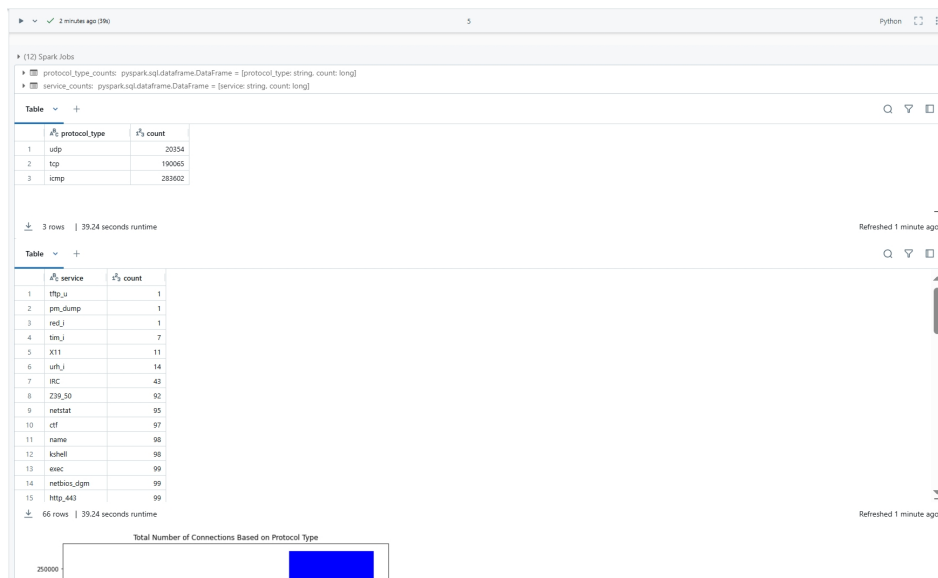 2 minutes ago (39s)
5
Python
(12) Spark Jobs
protocol_type_counts: pyspark.sql.dataframe.DataFrame = [protocol_type: string, count: long]
service_counts: pyspark.sql.dataframe.DataFrame = [service: string, count: long]
Table
protocol_type count
1 udp 20354
2 tcp 190065
3 icmp 283602
3 rows | 39.24 seconds runtime
Refreshed 1 minute ago
Table
service count
1 tftp_u 1
2 pm_dump 1
3 red_i 1
4 tim_i 7
5 X11 11
6 urh_i 14
7 IRC 43
8 Z39_50 92
9 netstat 95
10 ctf 97
11 name 98
12 kshell 98
13 exec 99
14 netbios_dgm 99
15 http_443 99
66 rows | 39.24 seconds runtime
Refreshed 1 minute ago
Total Number of Connections Based on Protocol Type
250000